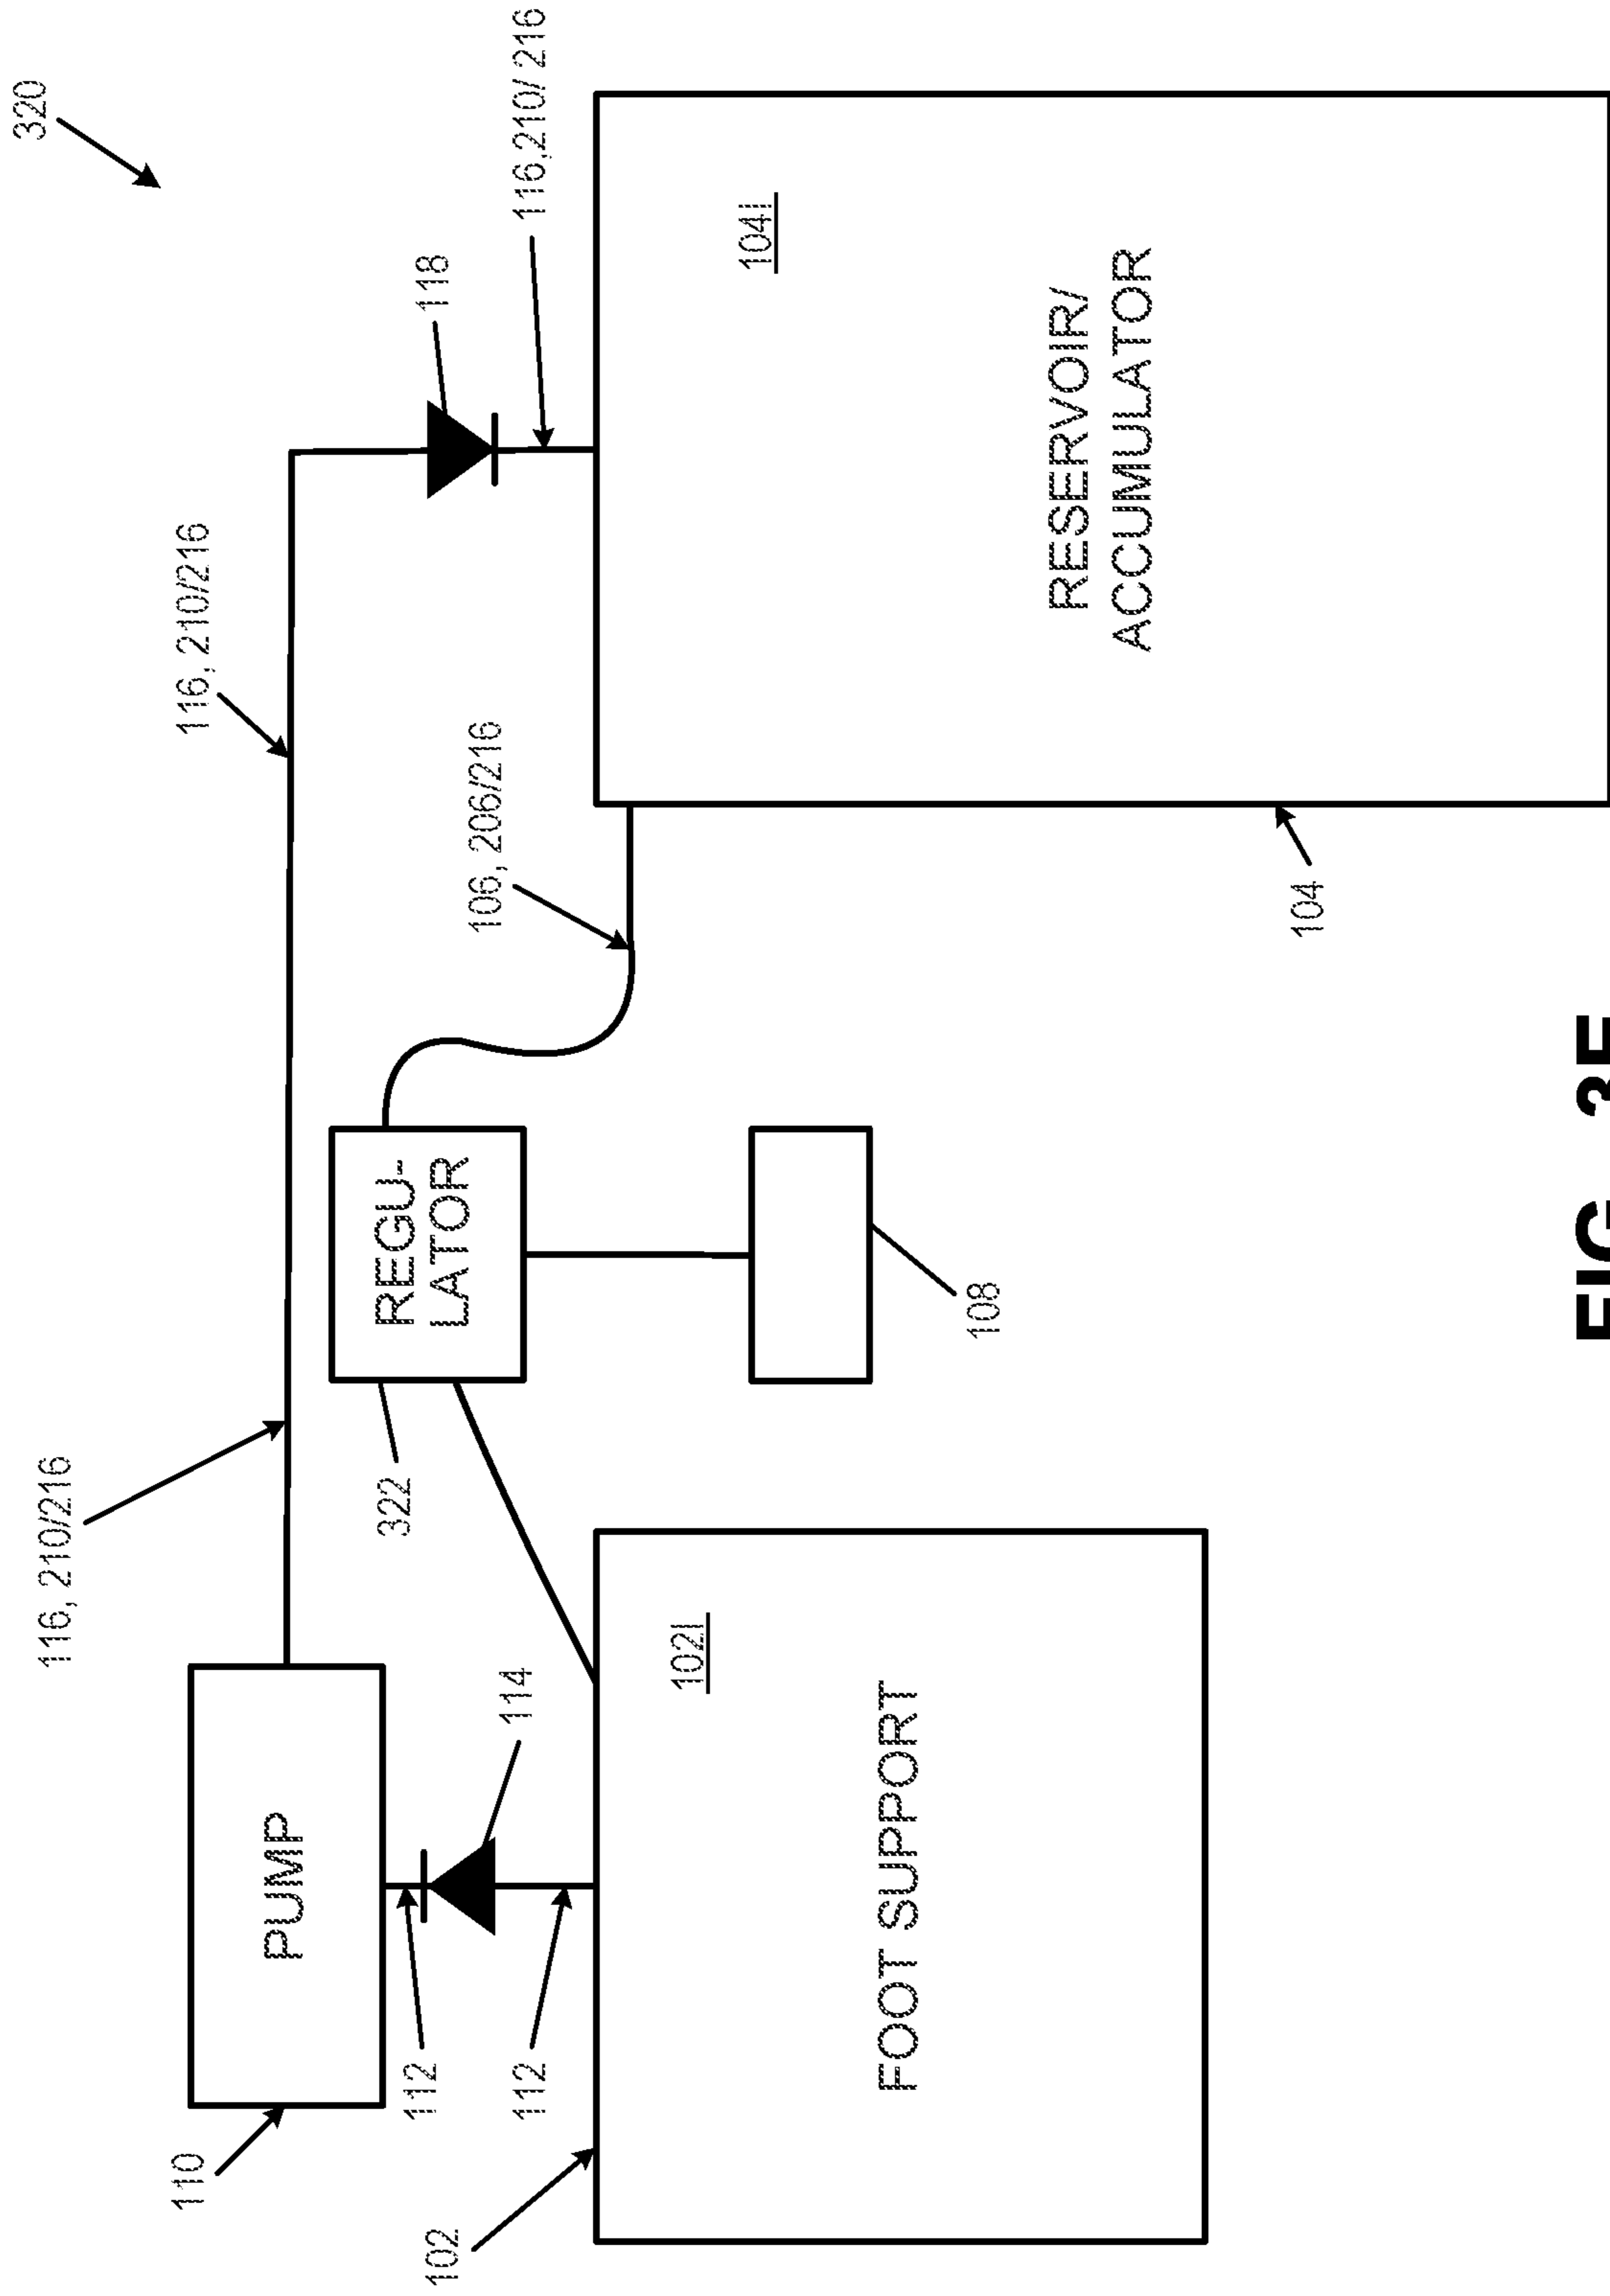 320
116, 210/216
110
116, 210/216
PUMP
322
REGU-
LATOR
112
118
102
106, 206/216
114
112
116,210/ 216
102I
104I
FOOT SUPPORT
108
RESERVOIR/
ACCUMULATOR
104
FIG